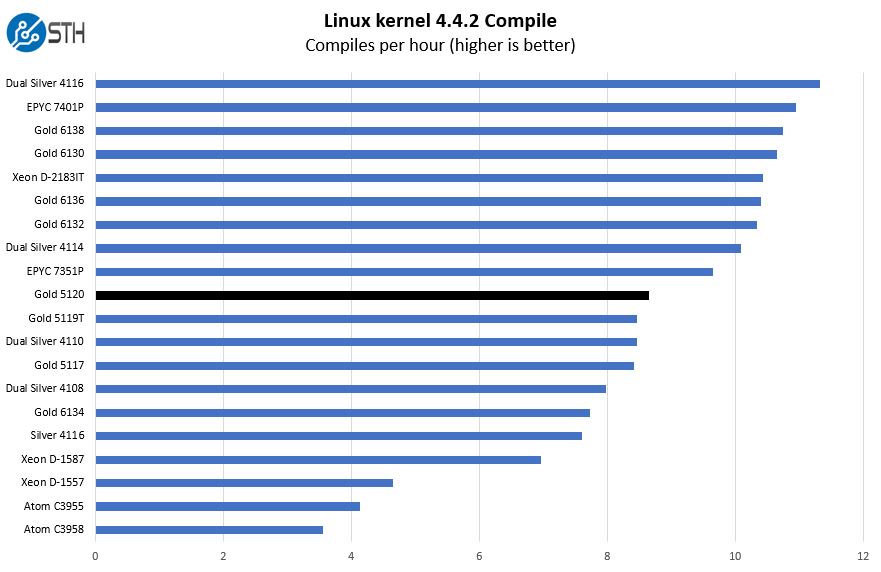 STH
Linux kernel 4.4.2 Compile
Compiles per hour (higher is better)
Dual Silver 4116
EPYC 7401P
Gold 6138
Gold 6130
Xeon D-2183IT
Gold 6136
Gold 6132
Dual Silver 4114
EPYC 7351P
Gold 5120
Gold 5119T
Dual Silver 4110
Gold 5117
Dual Silver 4108
Gold 6134
Silver 4116
Xeon D-1587
Xeon D-1557
Atom C3955
Atom C3958
0 2 4 6 8 10 12